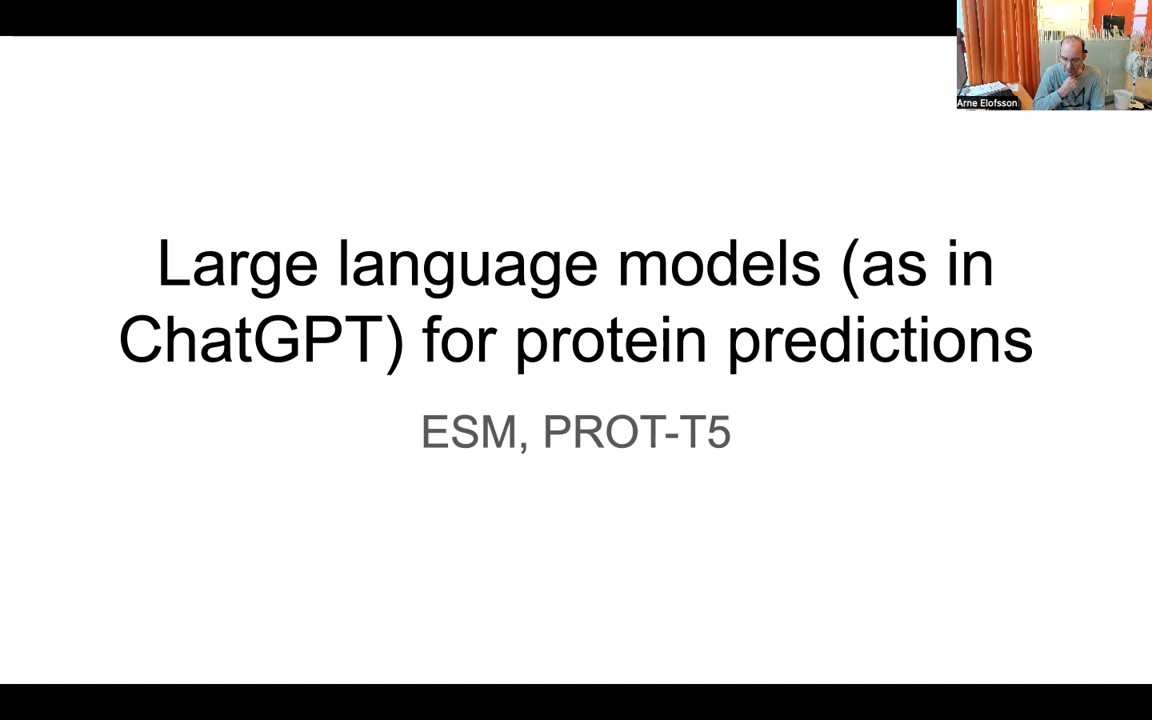 Arne Elofsson
Large language models (as in
ChatGPT) for protein predictions
ESM, PROT-T5